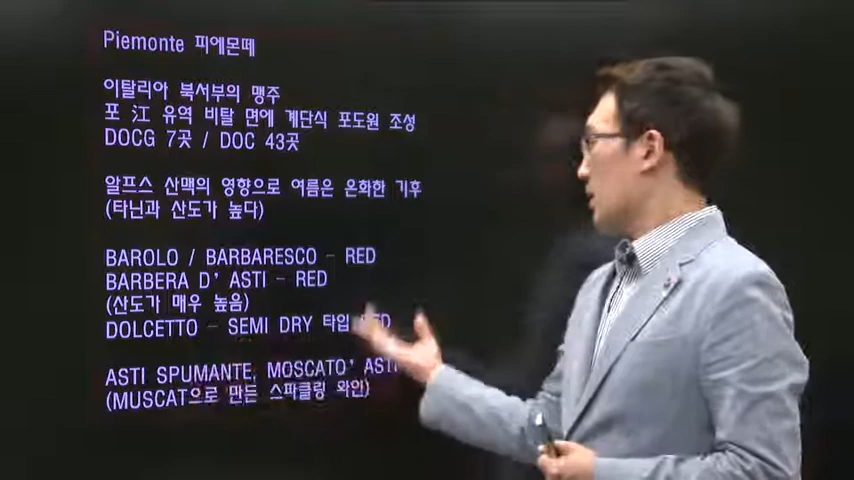 Piemonte 피에몬떼
이탈리아 북서부의 맹주
포 江 유역 비탈 면에 계단식 포도원 조성
DOCG 7곳 / DOC 43곳
알프스 산맥의 영향으로 여름은 온화한 기후
(타닌과 산도가 높다)
BAROLO / BARBARESCO - RED
BARBERA D' ASTI - RED
(산도가 매우 높음)
DOLCETTO - SEMI DRY 타입 RED
ASTI SPUMANTE, MOSCATO' ASTI
(MUSCAT으로 만든 스파클링 와인)